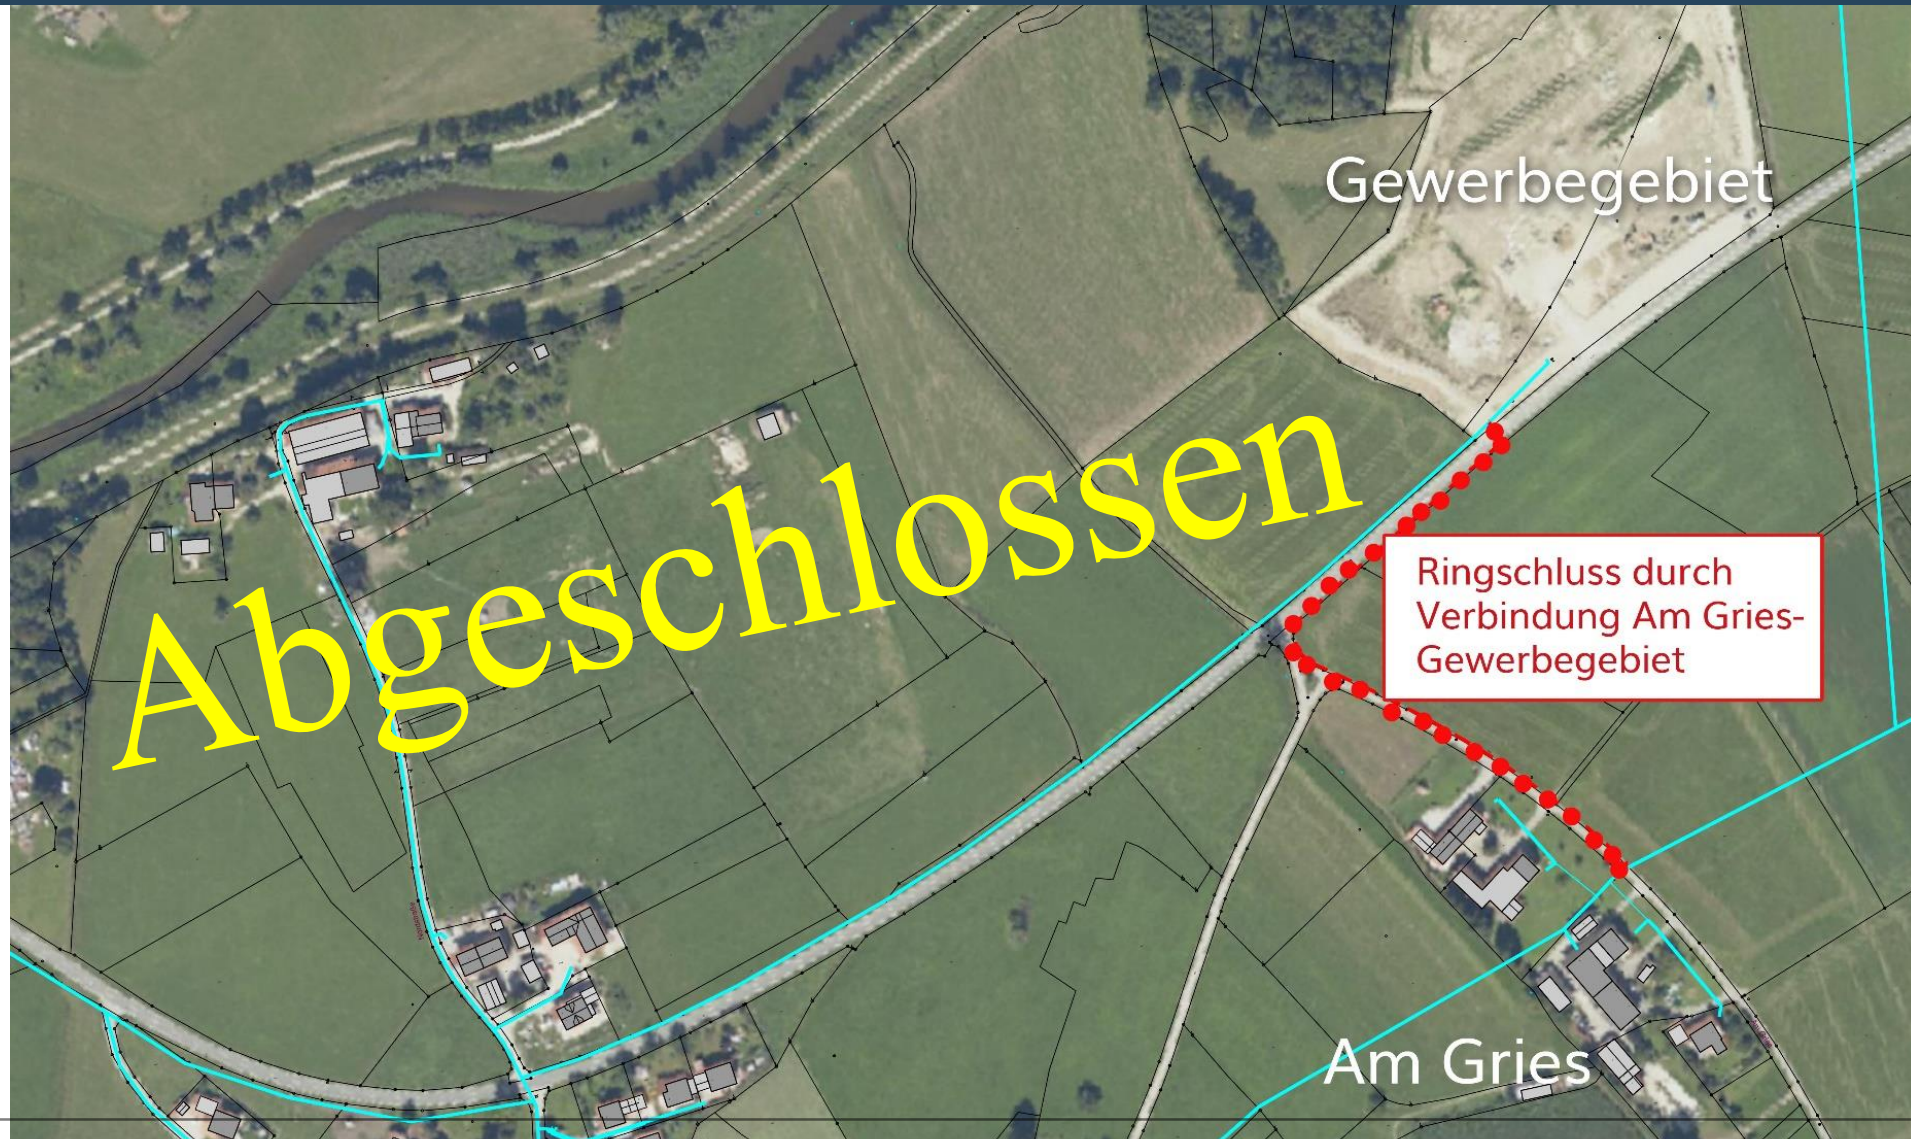 Gewerbegebiet
Abgeschlossen
Ringschluss durch
Verbindung Am Gries-
Gewerbegebiet
Am Gries